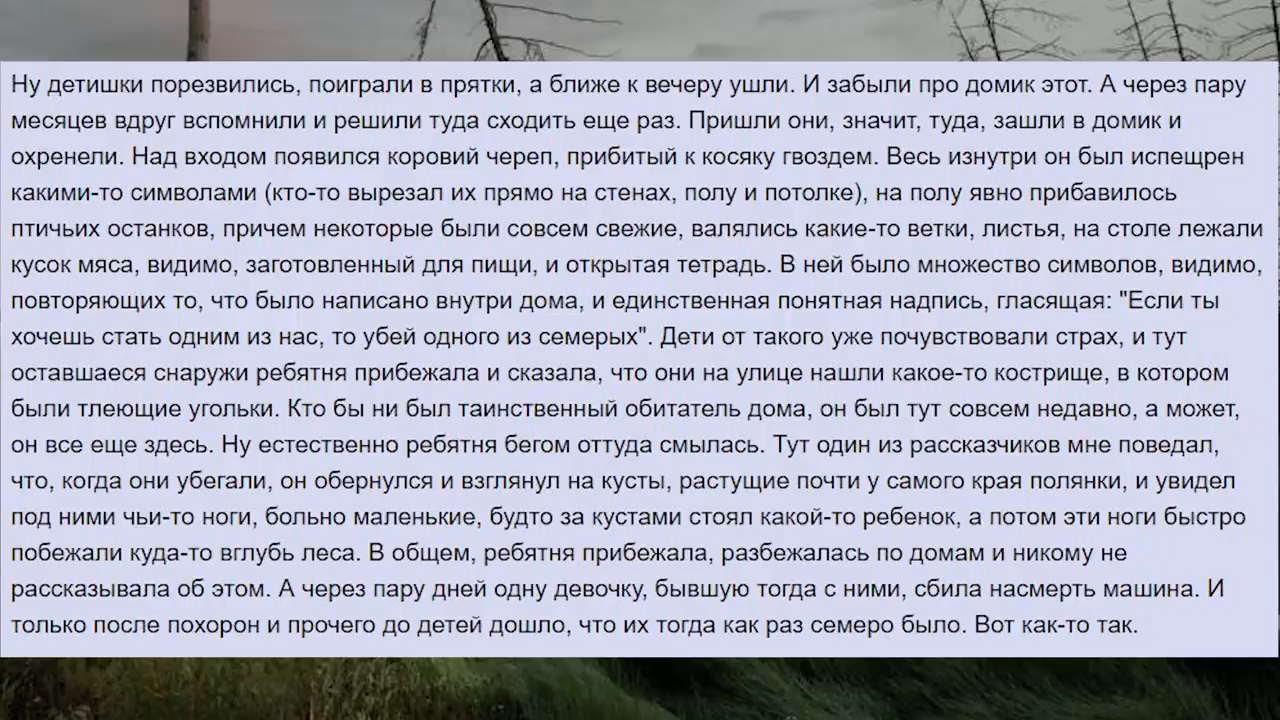 Ну детишки порезвились, поиграли в прятки, а ближе к вечеру ушли. И забыли про домик этот. А через пару
месяцев вдруг вспомнили и решили туда сходить еще раз. Пришли они, значит, туда, зашли в домик и
охренели. Над входом появился коровий череп, прибитый к косяку гвоздем. Весь изнутри он был испещрен
какими-то символами (кто-то вырезал их прямо на стенах, полу и потолке), на полу явно прибавилось
птичьих останков, причем некоторые были совсем свежие, валялись какие-то ветки, листья, на столе лежали
кусок мяса, видимо, заготовленный для пищи, и открытая тетрадь. В ней было множество символов, видимо,
повторяющих то, что было написано внутри дома, и единственная понятная надпись, гласящая: "Если ты
хочешь стать одним из нас, то убей одного из семерых". Дети от такого уже почувствовали страх, и тут
оставшаеся снаружи ребятня прибежала и сказала, что они на улице нашли какое-то кострище, в котором
были тлеющие угольки. Кто бы ни был таинственный обитатель дома, он был тут совсем недавно, а может,
он все еще здесь. Ну естественно ребятня бегом оттуда смылась. Тут один из рассказчиков мне поведал,
что, когда они убегали, он обернулся и взглянул на кусты, растущие почти у самого края полянки, и увидел
под ними чьи-то ноги, больно маленькие, будто за кустами стоял какой-то ребенок, а потом эти ноги быстро
побежали куда-то вглубь леса. В общем, ребятня прибежала, разбежалась по домам и никому не
рассказывала об этом. А через пару дней одну девочку, бывшую тогда с ними, сбила насмерть машина. И
только после похорон и прочего до детей дошло, что их тогда как раз семеро было. Вот как-то так.